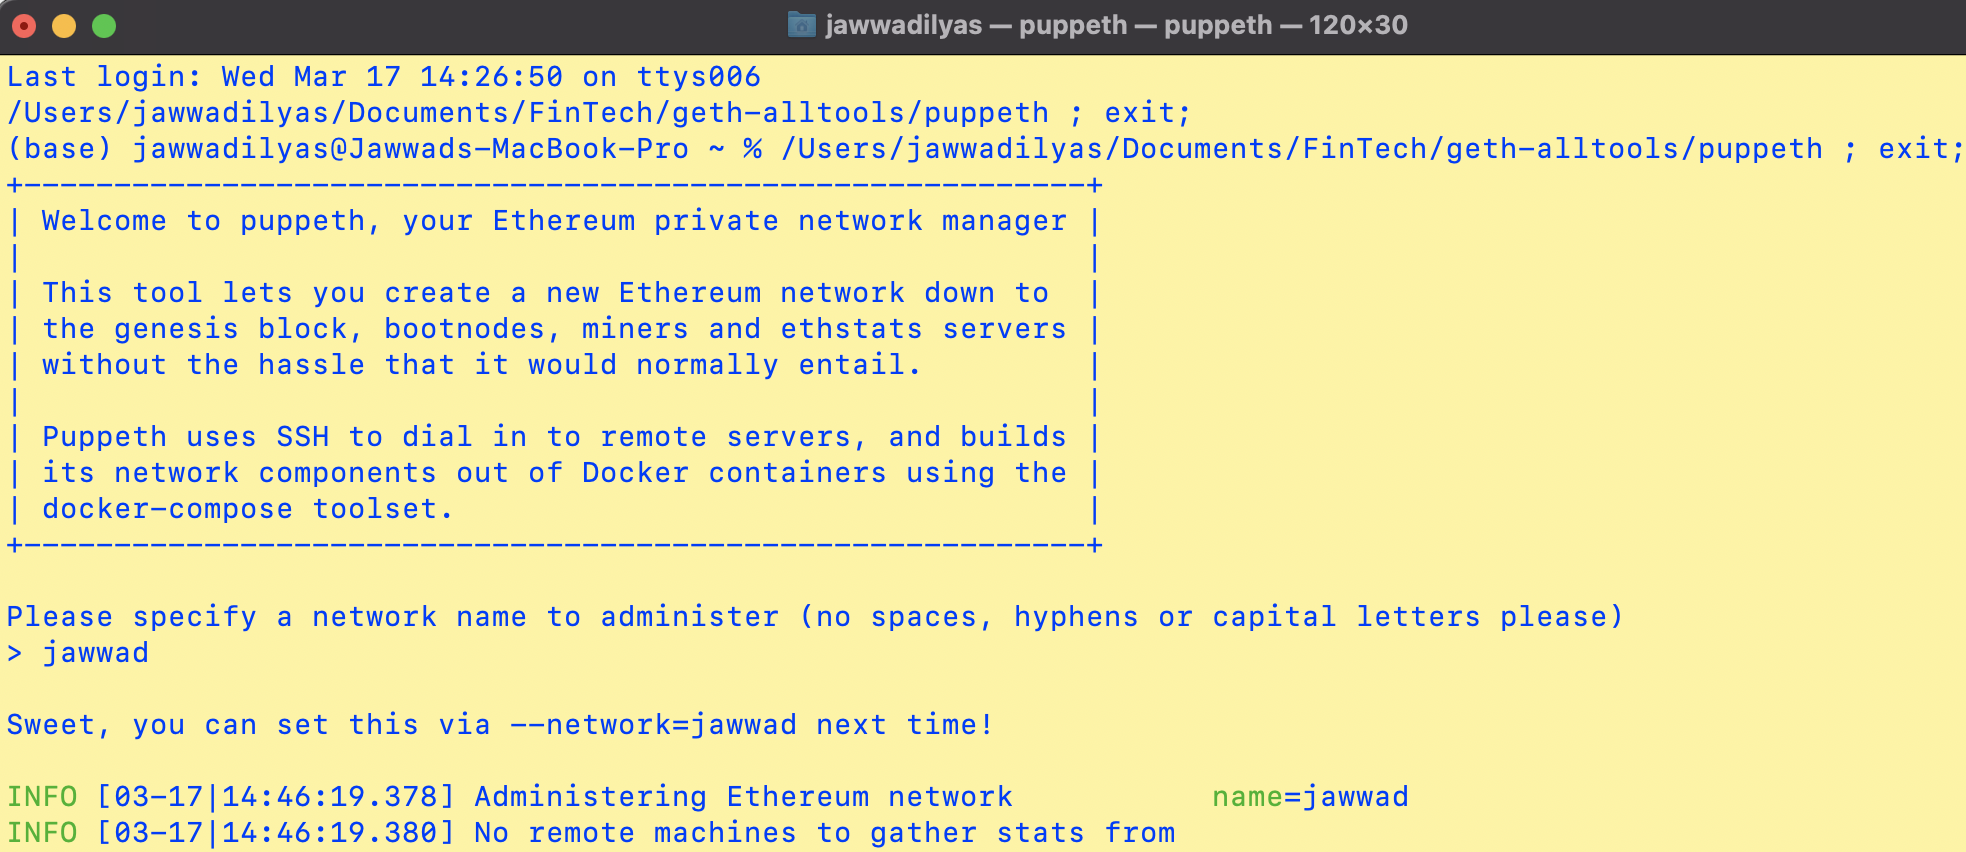 jawwadilyas — puppeth — puppeth — 120×30
Last login: Wed Mar 17 14:26:50 on ttys006
/Users/jawwadilyas/Documents/FinTech/geth-alltools/puppeth ; exit;
(base) jawwadilyas@Jawwads-MacBook-Pro ~ % /Users/jawwadilyas/Documents/FinTech/geth-alltools/puppeth ; exit;
+-----------------------------------------------------------+
| Welcome to puppeth, your Ethereum private network manager |
|                                                           |
| This tool lets you create a new Ethereum network down to  |
| the genesis block, bootnodes, miners and ethstats servers |
| without the hassle that it would normally entail.         |
|                                                           |
| Puppeth uses SSH to dial in to remote servers, and builds |
| its network components out of Docker containers using the |
| docker-compose toolset.                                   |
+-----------------------------------------------------------+
Please specify a network name to administer (no spaces, hyphens or capital letters please)
> jawwad
Sweet, you can set this via --network=jawwad next time!
INFO [03-17|14:46:19.378] Administering Ethereum network           name=jawwad
INFO [03-17|14:46:19.380] No remote machines to gather stats from